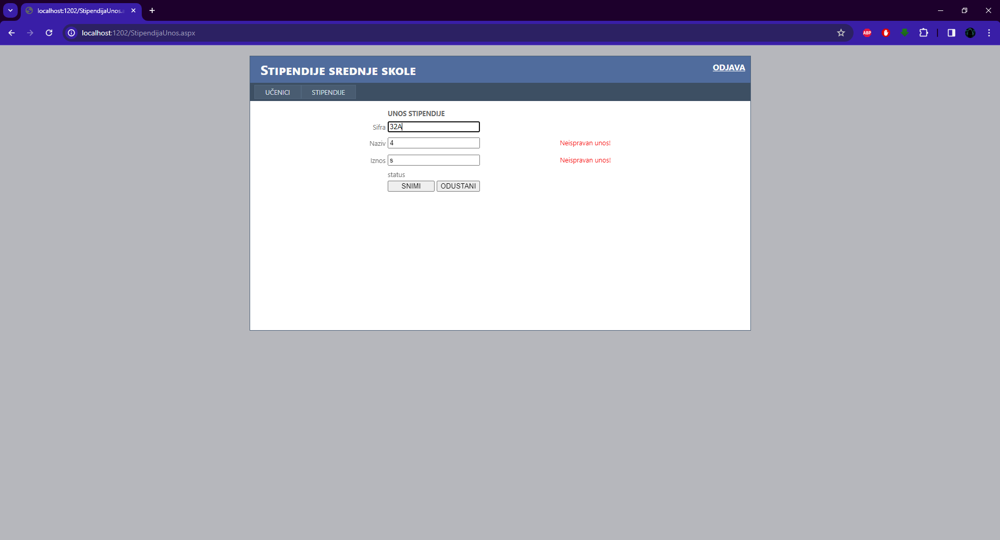 localhost:1202/StipendijaUnos.a
localhost:1202/StipendijaUnos.aspx
ABP
Stipendije srednje skole
ODJAVA
UČENICI STIPENDIJE
UNOS STIPENDIJE
Sifra 32A
Naziv 4 Neispravan unos!
Iznos s Neispravan unos!
status
SNIMI ODUSTANI